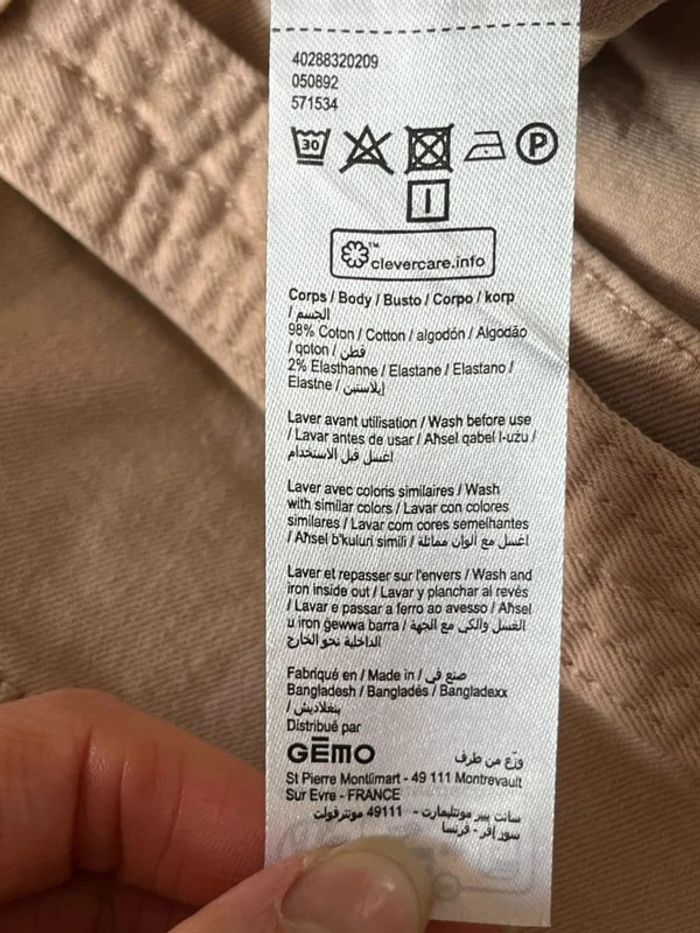 40288320209
050892
571534
30 P
clevercare.info™
Corps / Body / Busto / Corpo / korp
/ الجسم
98% Coton / Cotton / algodón / Algodão
/ qoton / قطن
2% Elasthanne / Elastane / Elastano /
Elastne / إيلاستين
Laver avant utilisation / Wash before use
/ Lavar antes de usar / Aħsel qabel l-użu /
اغسل قبل الاستخدام
Laver avec coloris similaires / Wash
with similar colors / Lavar con colores
similares / Lavar com cores semelhantes
/ Aħsel b'kuluri simili / اغسل مع ألوان مماثلة
Laver et repasser sur l'envers / Wash and
iron inside out / Lavar y planchar al revés
/ Lavar e passar a ferro ao avesso / Aħsel
u iron ġewwa barra / الغسل والكي مع الجهة
الداخلية نحو الخارج
Fabriqué en / Made in / صنع في
Bangladesh / Bangladés / Bangladexx
/ بنغلاديش
Distribué par
GĒMO وزّع من طرف
St Pierre Montlimart - 49 111 Montrevault
Sur Evre - FRANCE
سانت بيير مونتليمارت - 49111 مونترفولت
سور إفر - فرنسا